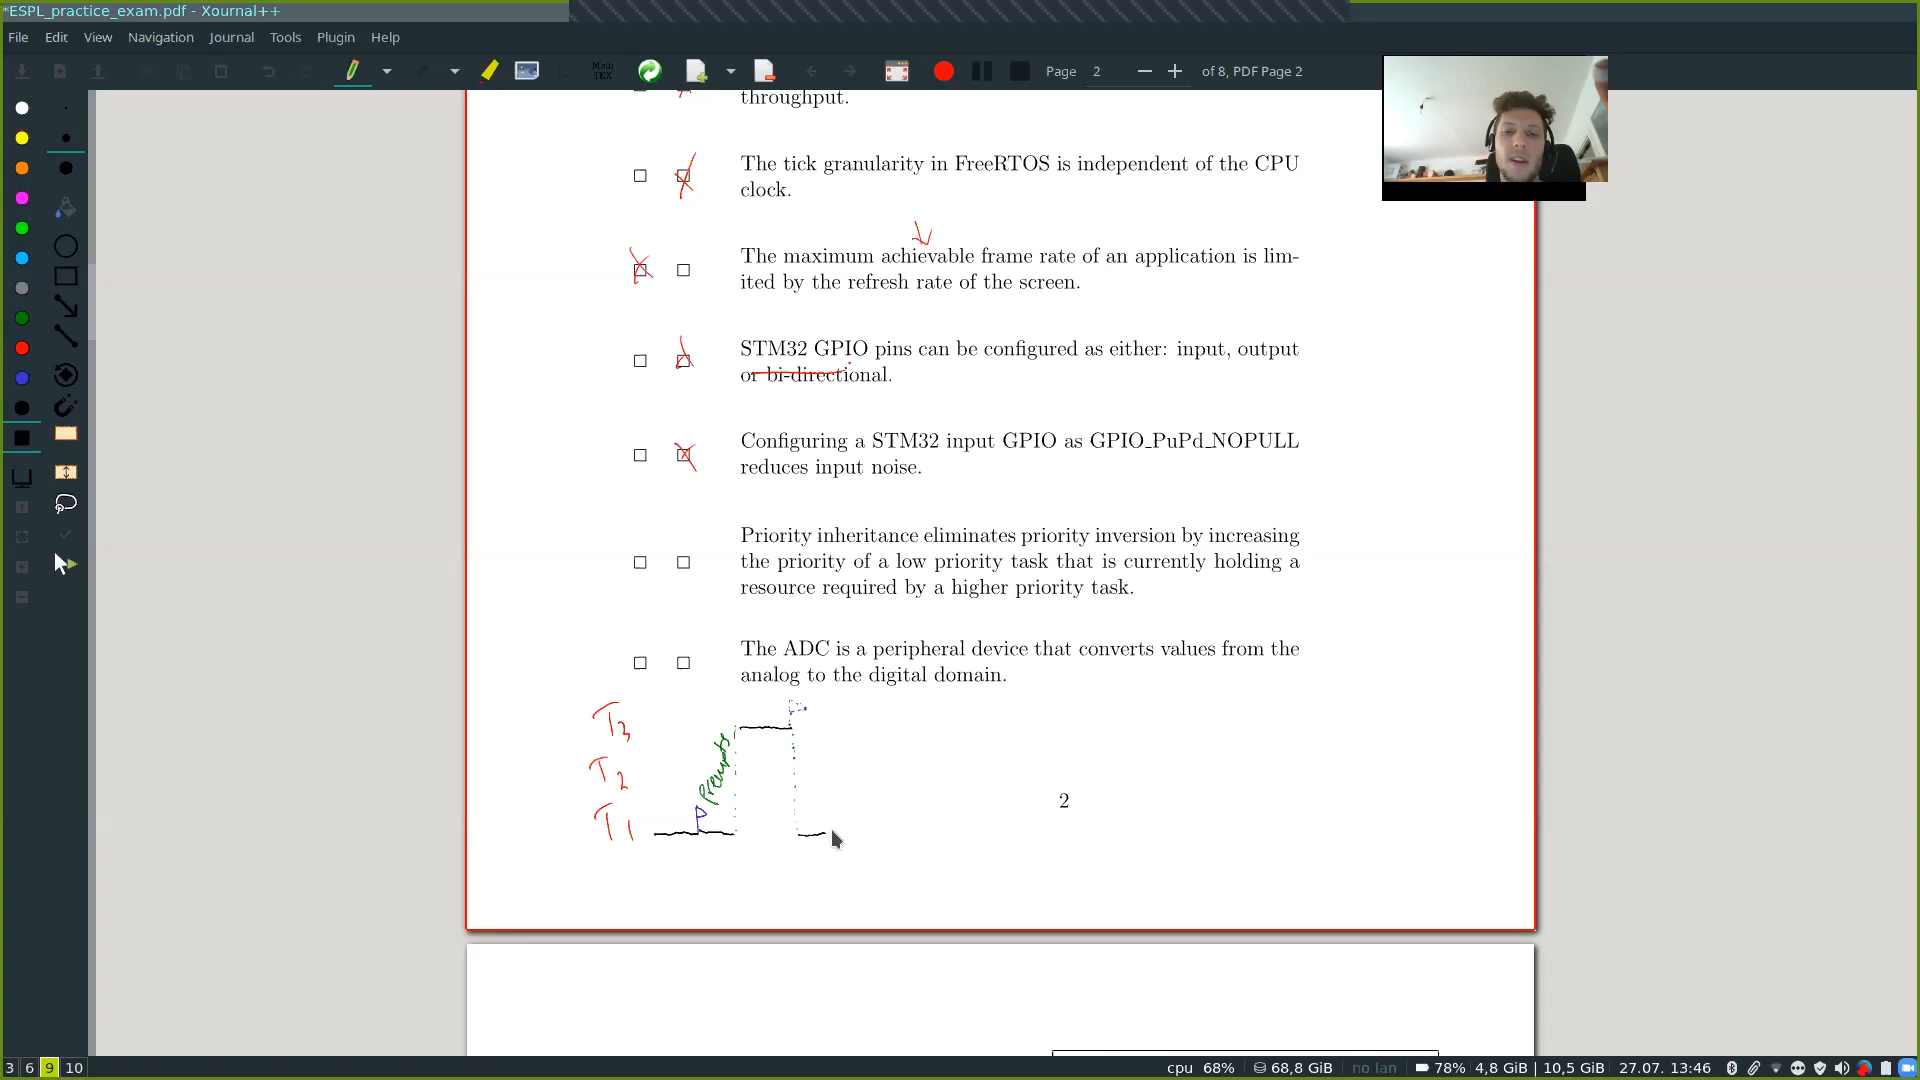 *ESPL_practice_exam.pdf - Xournal++
File Edit View Navigation Journal Tools Plugin Help
Math
TEX
Page 2 of 8, PDF Page 2
throughput.
The tick granularity in FreeRTOS is independent of the CPU
clock.
The maximum achievable frame rate of an application is lim-
ited by the refresh rate of the screen.
STM32 GPIO pins can be configured as either: input, output
or bi-directional.
Configuring a STM32 input GPIO as GPIO_PuPd_NOPULL
reduces input noise.
Priority inheritance eliminates priority inversion by increasing
the priority of a low priority task that is currently holding a
resource required by a higher priority task.
The ADC is a peripheral device that converts values from the
analog to the digital domain.
T3
T2
T1
P
Preempts
2
3 6 9 10
cpu 68% 68,8 GiB no lan 78% 4,8 GiB 10,5 GiB 27.07. 13:46